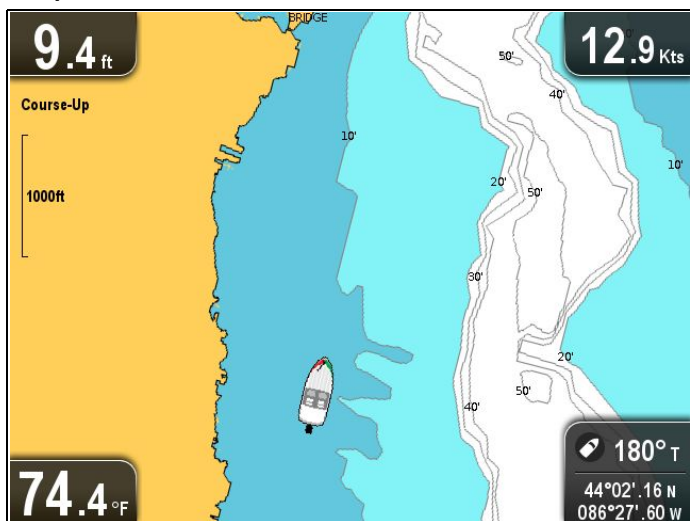 BRIDGE
9.4 ft
12.9 Kts
50'
40'
Course-Up
10'
10'
1000ft
20'
50'
30'
20'
50'
40'
180° T
74.4 °F
44°02'.16 N
086°27'.60 W